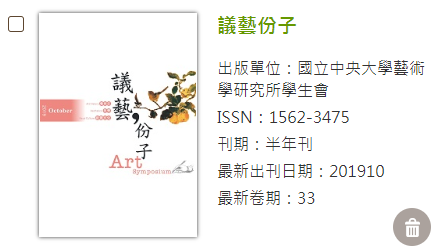 議藝份子
出版單位：國立中央大學藝術
學研究所學生會
ISSN：1562-3475
刊期：半年刊
最新出刊日期：201910
最新卷期：33
October
議藝,份子
Art
Symposium